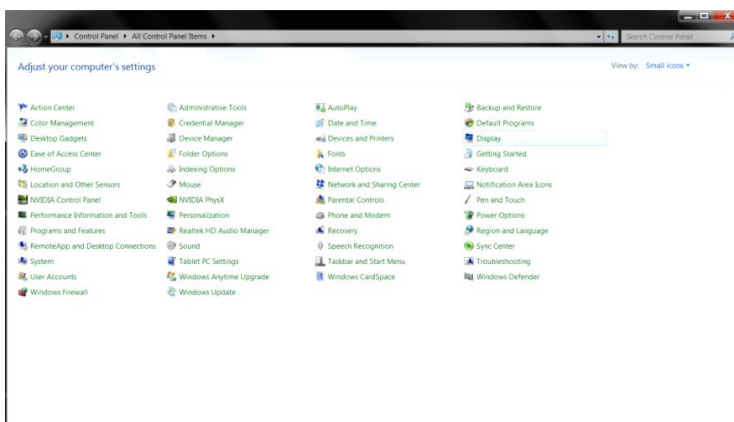 Control Panel All Control Panel Items Search Control Panel
Adjust your computer's settings View by: Small icons
Action Center Administrative Tools AutoPlay Backup and Restore
Color Management Credential Manager Date and Time Default Programs
Desktop Gadgets Device Manager Devices and Printers Display
Ease of Access Center Folder Options Fonts Getting Started
HomeGroup Indexing Options Internet Options Keyboard
Location and Other Sensors Mouse Network and Sharing Center Notification Area Icons
NVIDIA Control Panel NVIDIA PhysX Parental Controls Pen and Touch
Performance Information and Tools Personalization Phone and Modem Power Options
Programs and Features Realtek HD Audio Manager Recovery Region and Language
RemoteApp and Desktop Connections Sound Speech Recognition Sync Center
System Tablet PC Settings Taskbar and Start Menu Troubleshooting
User Accounts Windows Anytime Upgrade Windows CardSpace Windows Defender
Windows Firewall Windows Update